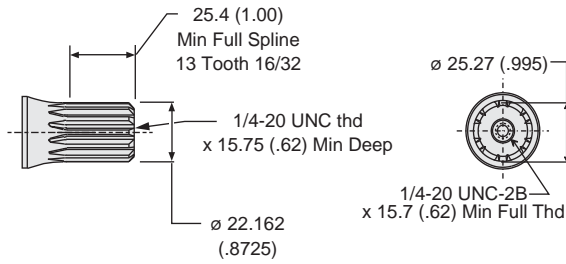 25.4 (1.00)
Min Full Spline
13 Tooth 16/32
ø 25.27 (.995)
1/4-20 UNC thd
x 15.75 (.62) Min Deep
1/4-20 UNC-2B
x 15.7 (.62) Min Full Thd
ø 22.162
(.8725)